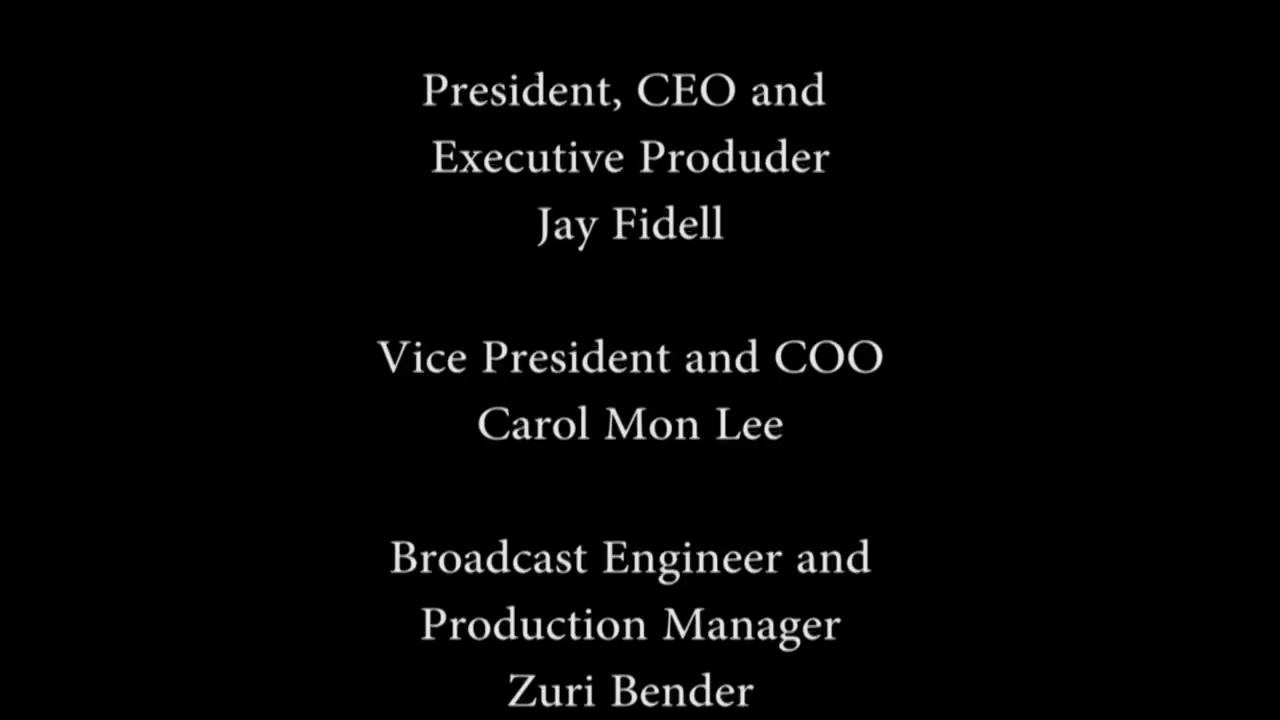 President, CEO and
Executive Produder
Jay Fidell
Vice President and COO
Carol Mon Lee
Broadcast Engineer and
Production Manager
Zuri Bender